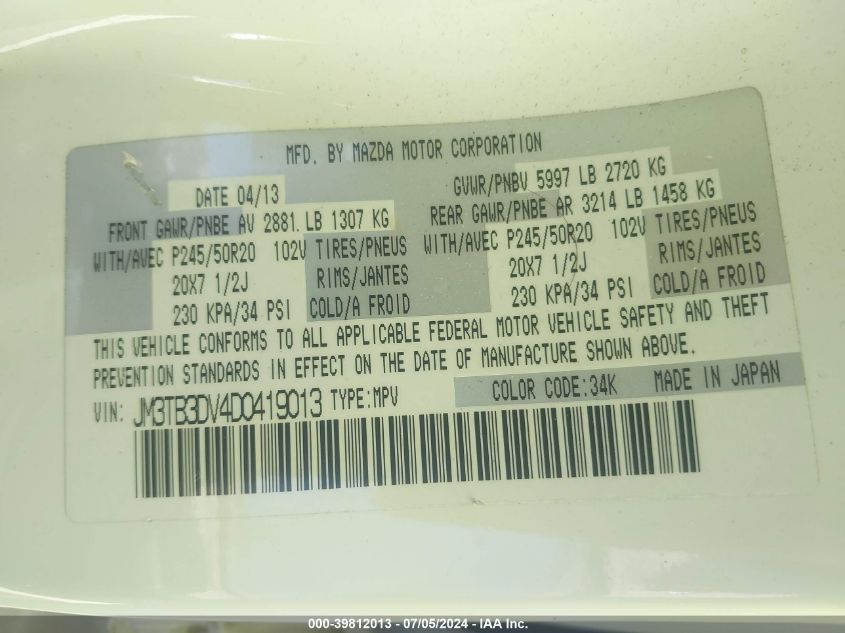 MFD. BY MAZDA MOTOR CORPORATION
DATE 04/13 GVWR/PNBV 5997 LB 2720 KG
FRONT GAWR/PNBE AV 2881. LB 1307 KG REAR GAWR/PNBE AR 3214 LB 1458 KG
WITH/AVEC P245/50R20 102V TIRES/PNEUS WITH/AVEC P245/50R20 102V TIRES/PNEUS
20X7 1/2J RIMS/JANTES 20X7 1/2J RIMS/JANTES
230 KPA/34 PSI COLD/A FROID 230 KPA/34 PSI COLD/A FROID
THIS VEHICLE CONFORMS TO ALL APPLICABLE FEDERAL MOTOR VEHICLE SAFETY AND THEFT
PREVENTION STANDARDS IN EFFECT ON THE DATE OF MANUFACTURE SHOWN ABOVE.
VIN: JM3TB3DV4D0419013 TYPE:MPV COLOR CODE:34K MADE IN JAPAN
000-39812013 - 07/05/2024 - IAA Inc.